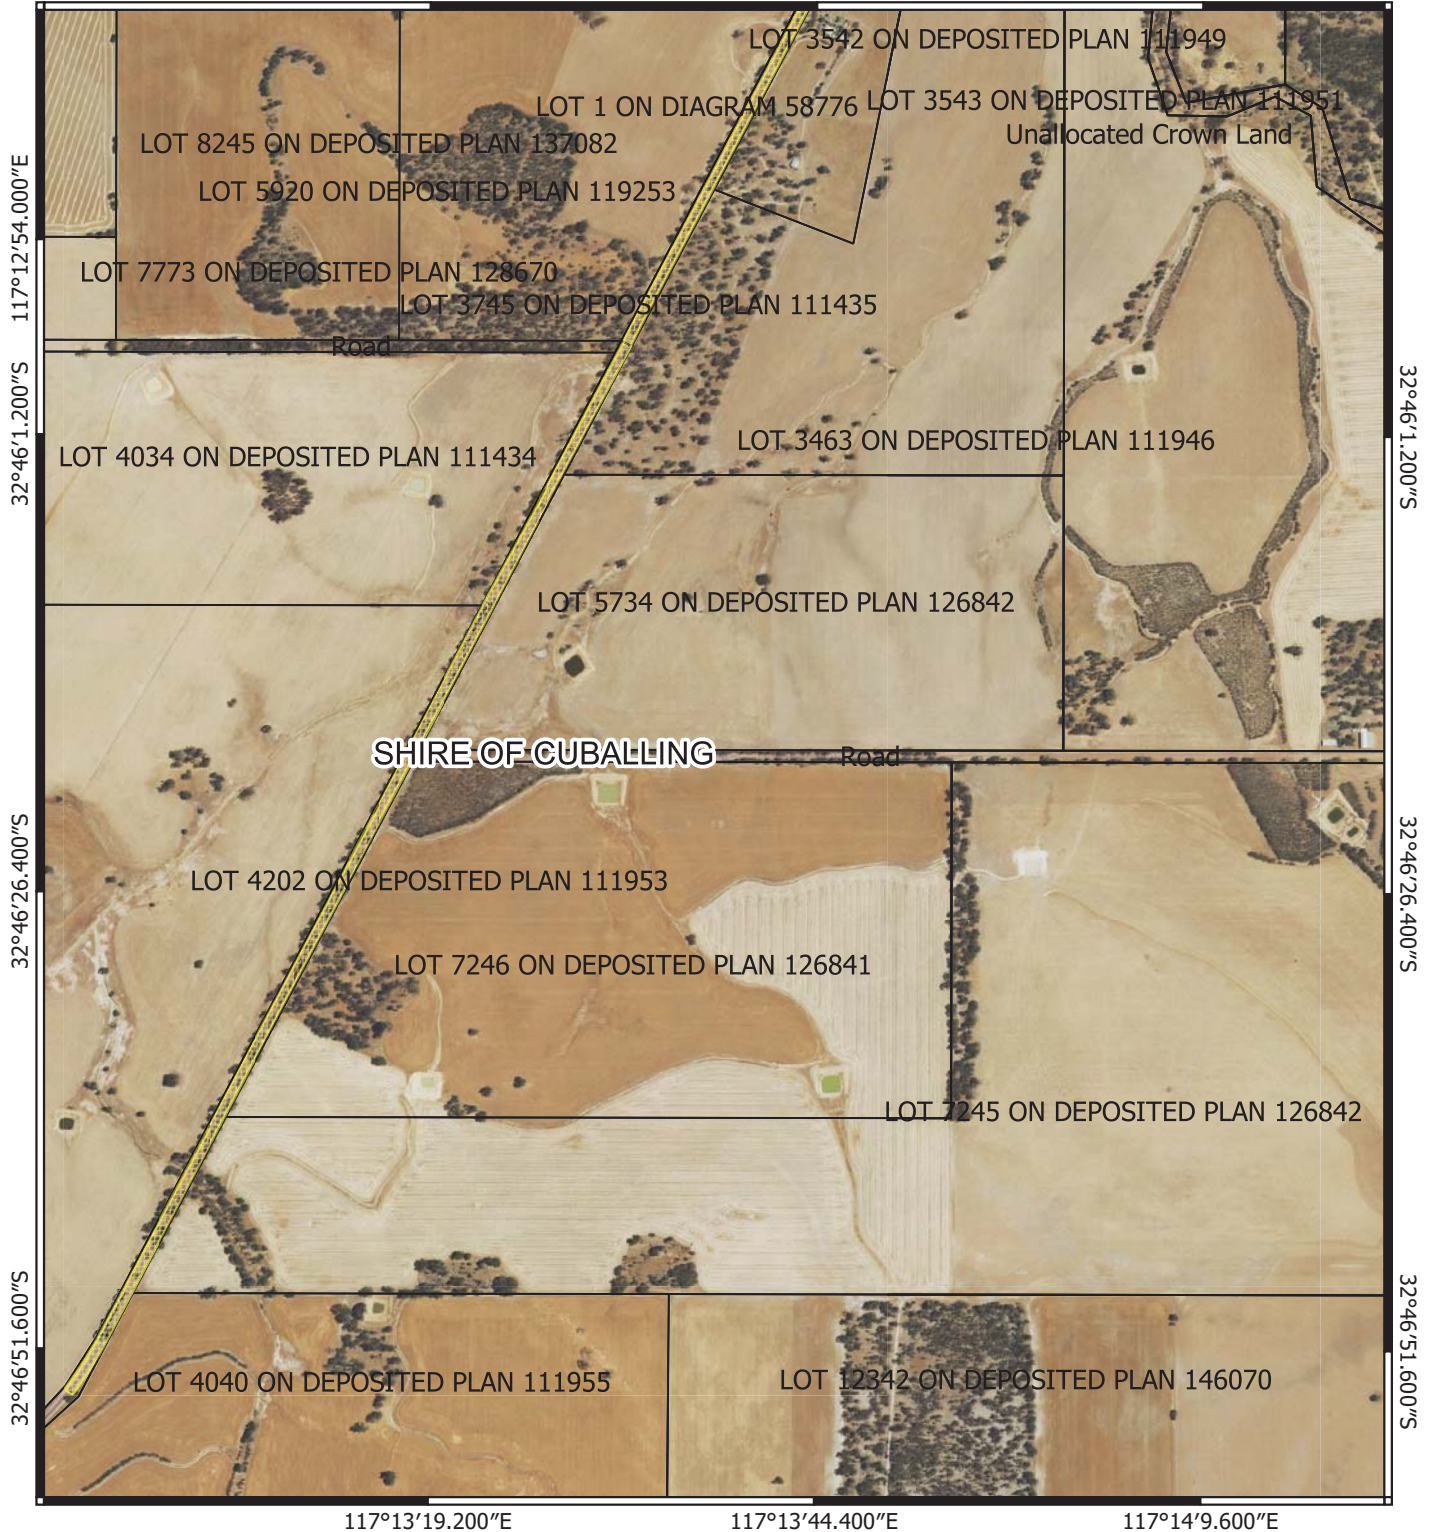 LOT 3542 ON DEPOSITED PLAN 111949
LOT 1 ON DIAGRAM 58776
LOT 3543 ON DEPOSITED PLAN 111951
Unallocated Crown Land
LOT 8245 ON DEPOSITED PLAN 137082
LOT 5920 ON DEPOSITED PLAN 119253
117°12'54.000"E
LOT 7773 ON DEPOSITED PLAN 128670
LOT 3745 ON DEPOSITED PLAN 111435
Road
32°46'1.200"S
32°46'1.200"S
LOT 3463 ON DEPOSITED PLAN 111946
LOT 4034 ON DEPOSITED PLAN 111434
LOT 5734 ON DEPOSITED PLAN 126842
SHIRE OF CUBALLING
Road
32°46'26.400"S
32°46'26.400"S
LOT 4202 ON DEPOSITED PLAN 111953
LOT 7246 ON DEPOSITED PLAN 126841
LOT 7245 ON DEPOSITED PLAN 126842
32°46'51.600"S
32°46'51.600"S
LOT 4040 ON DEPOSITED PLAN 111955
LOT 12342 ON DEPOSITED PLAN 146070
117°13'19.200"E
117°13'44.400"E
117°14'9.600"E